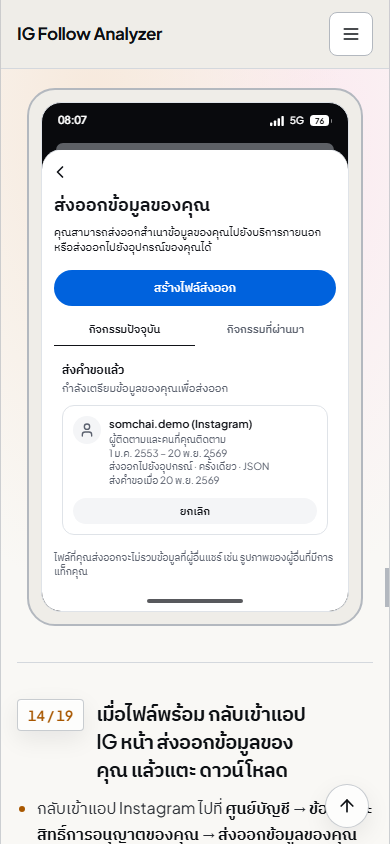 IG Follow Analyzer
08:07
5G
76
ส่งออกข้อมูลของคุณ
คุณสามารถส่งออกสำเนาข้อมูลของคุณไปยังบริการภายนอก
หรือส่งออกไปยังอุปกรณ์ของคุณได้
สร้างไฟล์ส่งออก
กิจกรรมปัจจุบัน
กิจกรรมที่ผ่านมา
ส่งคำขอแล้ว
กำลังเตรียมข้อมูลของคุณเพื่อส่งออก
somchai.demo (Instagram)
ผู้ติดตามและคนที่คุณติดตาม
1 ม.ค. 2553 – 20 พ.ย. 2569
ส่งออกไปยังอุปกรณ์ · ครั้งเดียว · JSON
ส่งคำขอเมื่อ 20 พ.ย. 2569
ยกเลิก
ไฟล์ที่คุณส่งออกจะไม่รวมข้อมูลที่ผู้อื่นแชร์ เช่น รูปภาพของผู้อื่นที่มีการ
แท็กคุณ
14 / 19
เมื่อไฟล์พร้อม กลับเข้าแอป
IG หน้า ส่งออกข้อมูลของ
คุณ แล้วแตะ ดาวน์โหลด
กลับเข้าแอป Instagram ไปที่ ศูนย์บัญชี →
สิทธิ์การอนุญาตของคุณ → ส่งออกข้อมูลของคุณ